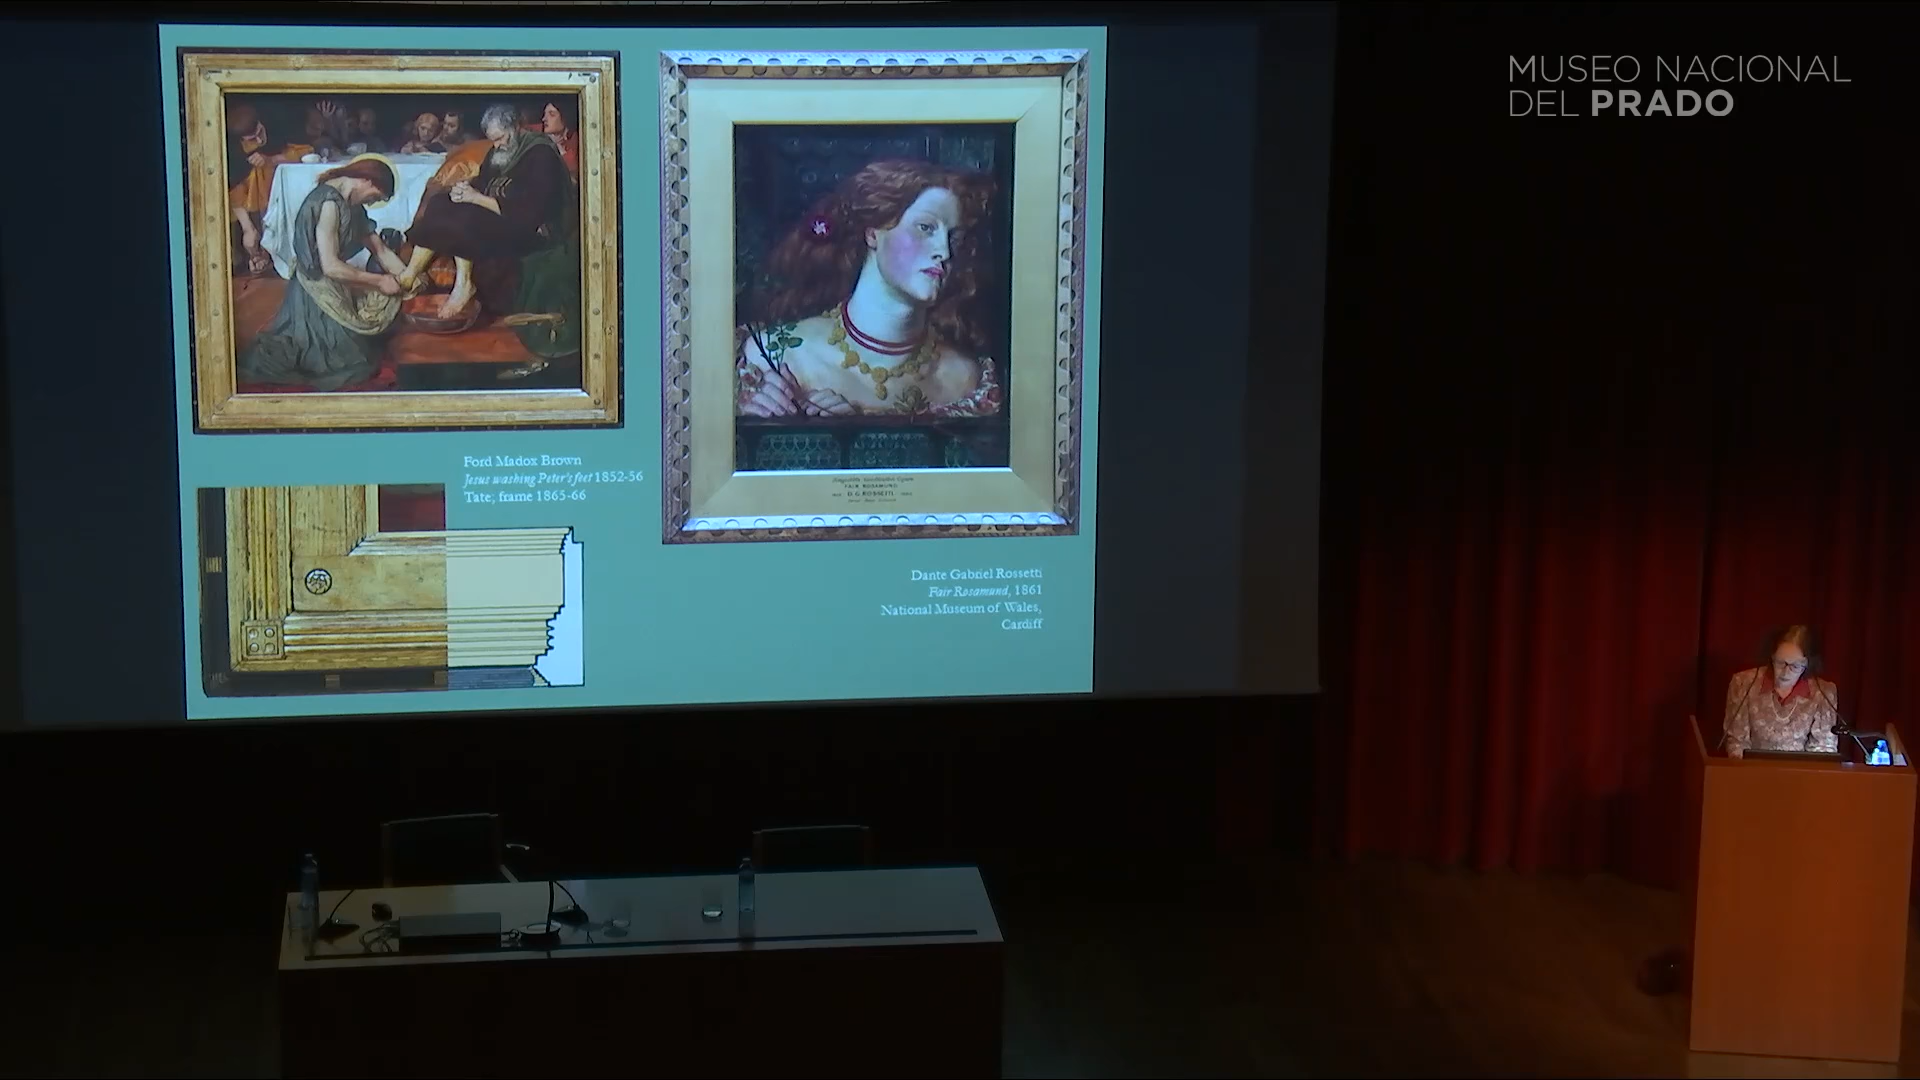 MUSEO NACIONAL
DEL PRADO
Ford Madox Brown
Jesus washing Peter's feet 1852-56
Tate; frame 1865-66
FAIR ROSAMUND
D. G. ROSSETTI
Dante Gabriel Rossetti
Fair Rosamund, 1861
National Museum of Wales,
Cardiff